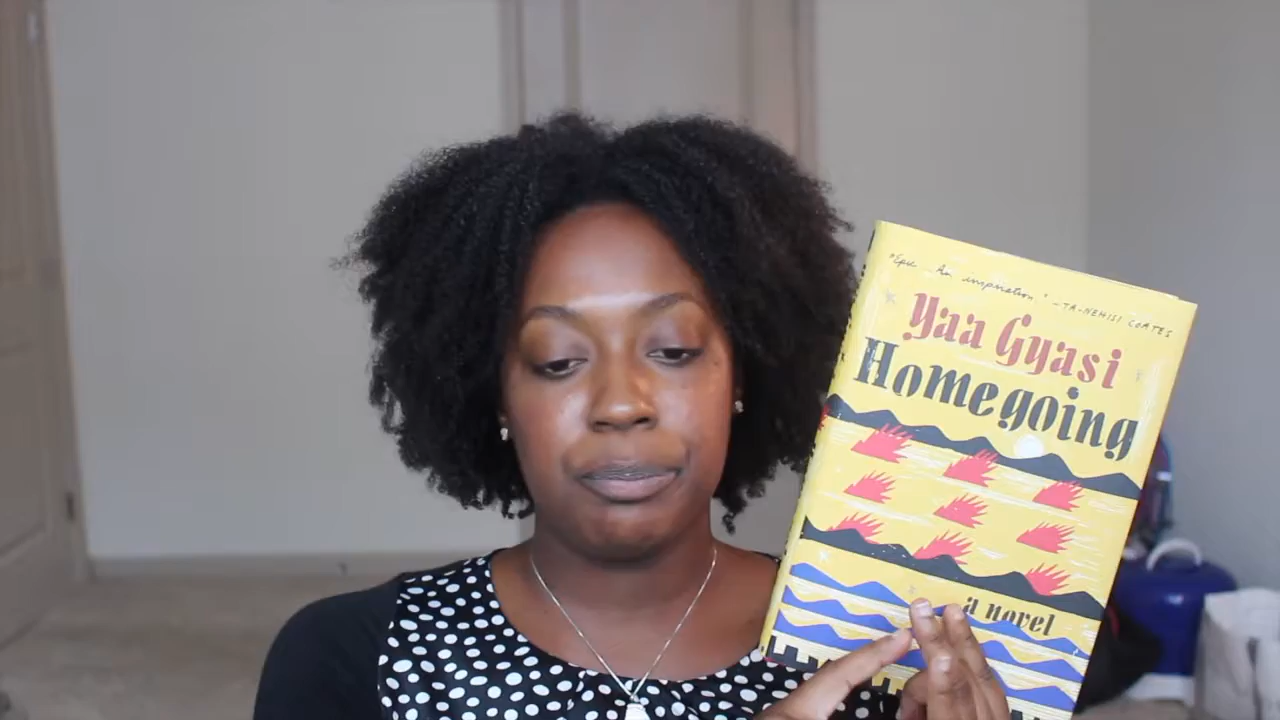 "Epic... An inspiration." —TA-NEHISI COATES
Yaa Gyasi
Homegoing
a novel